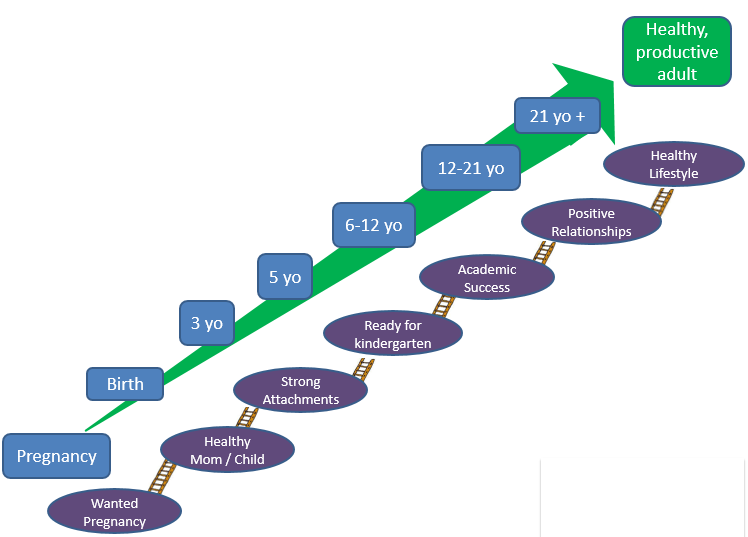 Healthy,
productive
adult
21 yo +
12-21 yo
6-12 yo
5 yo
3 yo
Birth
Pregnancy
Healthy
Lifestyle
Positive
Relationships
Academic
Success
Ready for
kindergarten
Strong
Attachments
Healthy
Mom / Child
Wanted
Pregnancy